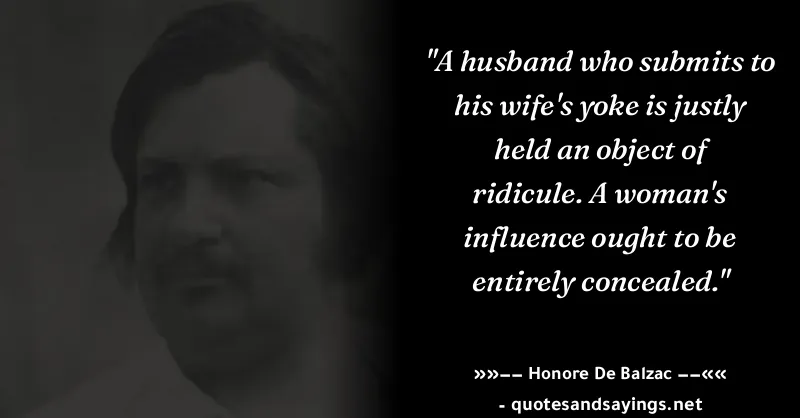 "A husband who submits to
his wife's yoke is justly
held an object of
ridicule. A woman's
influence ought to be
entirely concealed."
»»−− Honore De Balzac −−««
- quotesandsayings.net